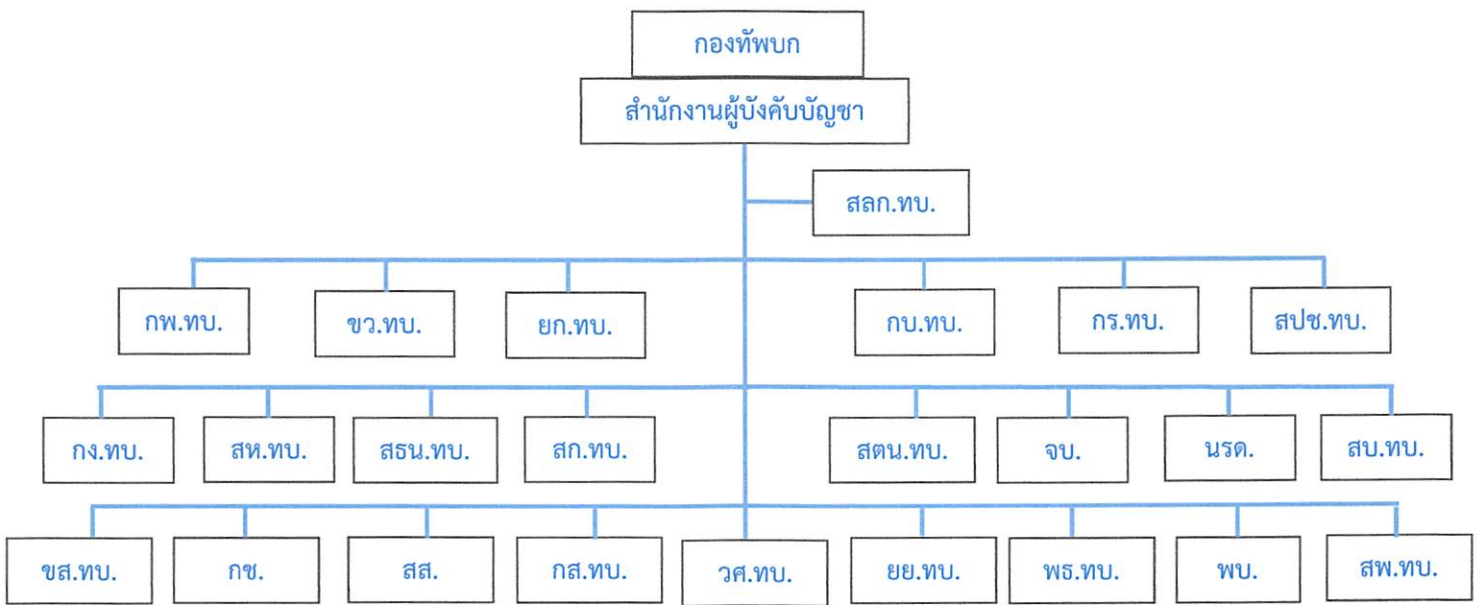 กองทัพบก
สำนักงานผู้บังคับบัญชา
สลก.ทบ.
กพ.ทบ.
ขว.ทบ.
ยก.ทบ.
กบ.ทบ.
กร.ทบ.
สปช.ทบ.
กง.ทบ.
สห.ทบ.
สธน.ทบ.
สก.ทบ.
สตน.ทบ.
จบ.
นรด.
สบ.ทบ.
ขส.ทบ.
กช.
สส.
กส.ทบ.
วศ.ทบ.
ยย.ทบ.
พธ.ทบ.
พบ.
สพ.ทบ.